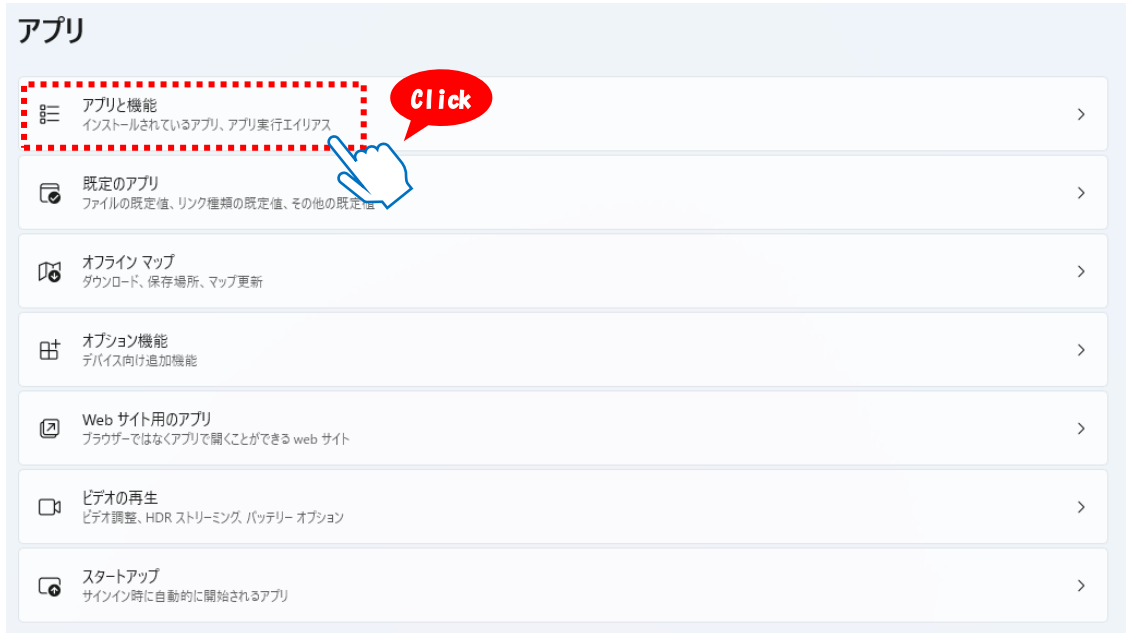 アプリ
アプリと機能
インストールされているアプリ、アプリ実行エイリアス
Click
既定のアプリ
ファイルの既定値、リンク種類の既定値、その他の既定値
オフライン マップ
ダウンロード、保存場所、マップ更新
オプション機能
デバイス向け追加機能
Web サイト用のアプリ
ブラウザーではなくアプリで開くことができる web サイト
ビデオの再生
ビデオ調整、HDR ストリーミング、バッテリー オプション
スタートアップ
サインイン時に自動的に開始されるアプリ